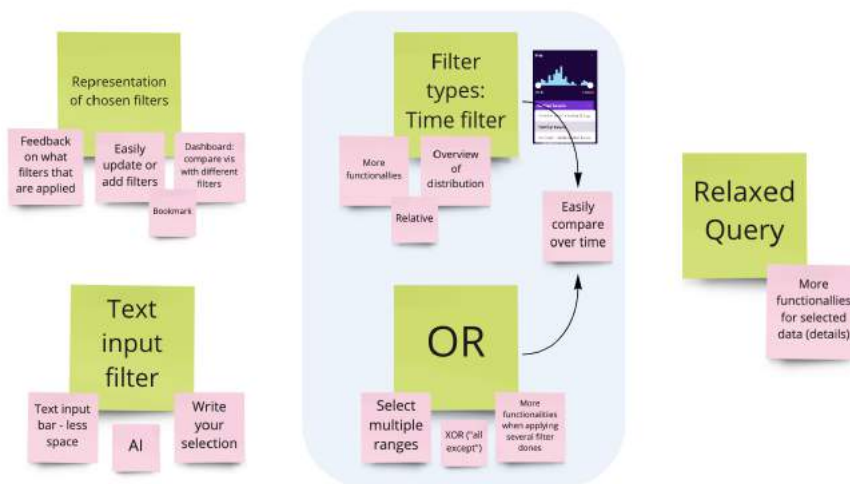 Representation
of chosen filters
Feedback
on what
filters that
are applied
Easily
update or
add filters
Dashboard:
compare vis
with different
filters
Bookmark
Filter
types:
Time filter
More
functionallies
Overview
of
distribution
Relative
Easily
compare
over time
Text
input
filter
Text input
bar - less
space
AI
Write
your
selection
OR
Select
multiple
ranges
XOR ("all
except")
More
functionalities
when applying
several filter
dones
Relaxed
Query
More
functionallies
for selected
data (details)